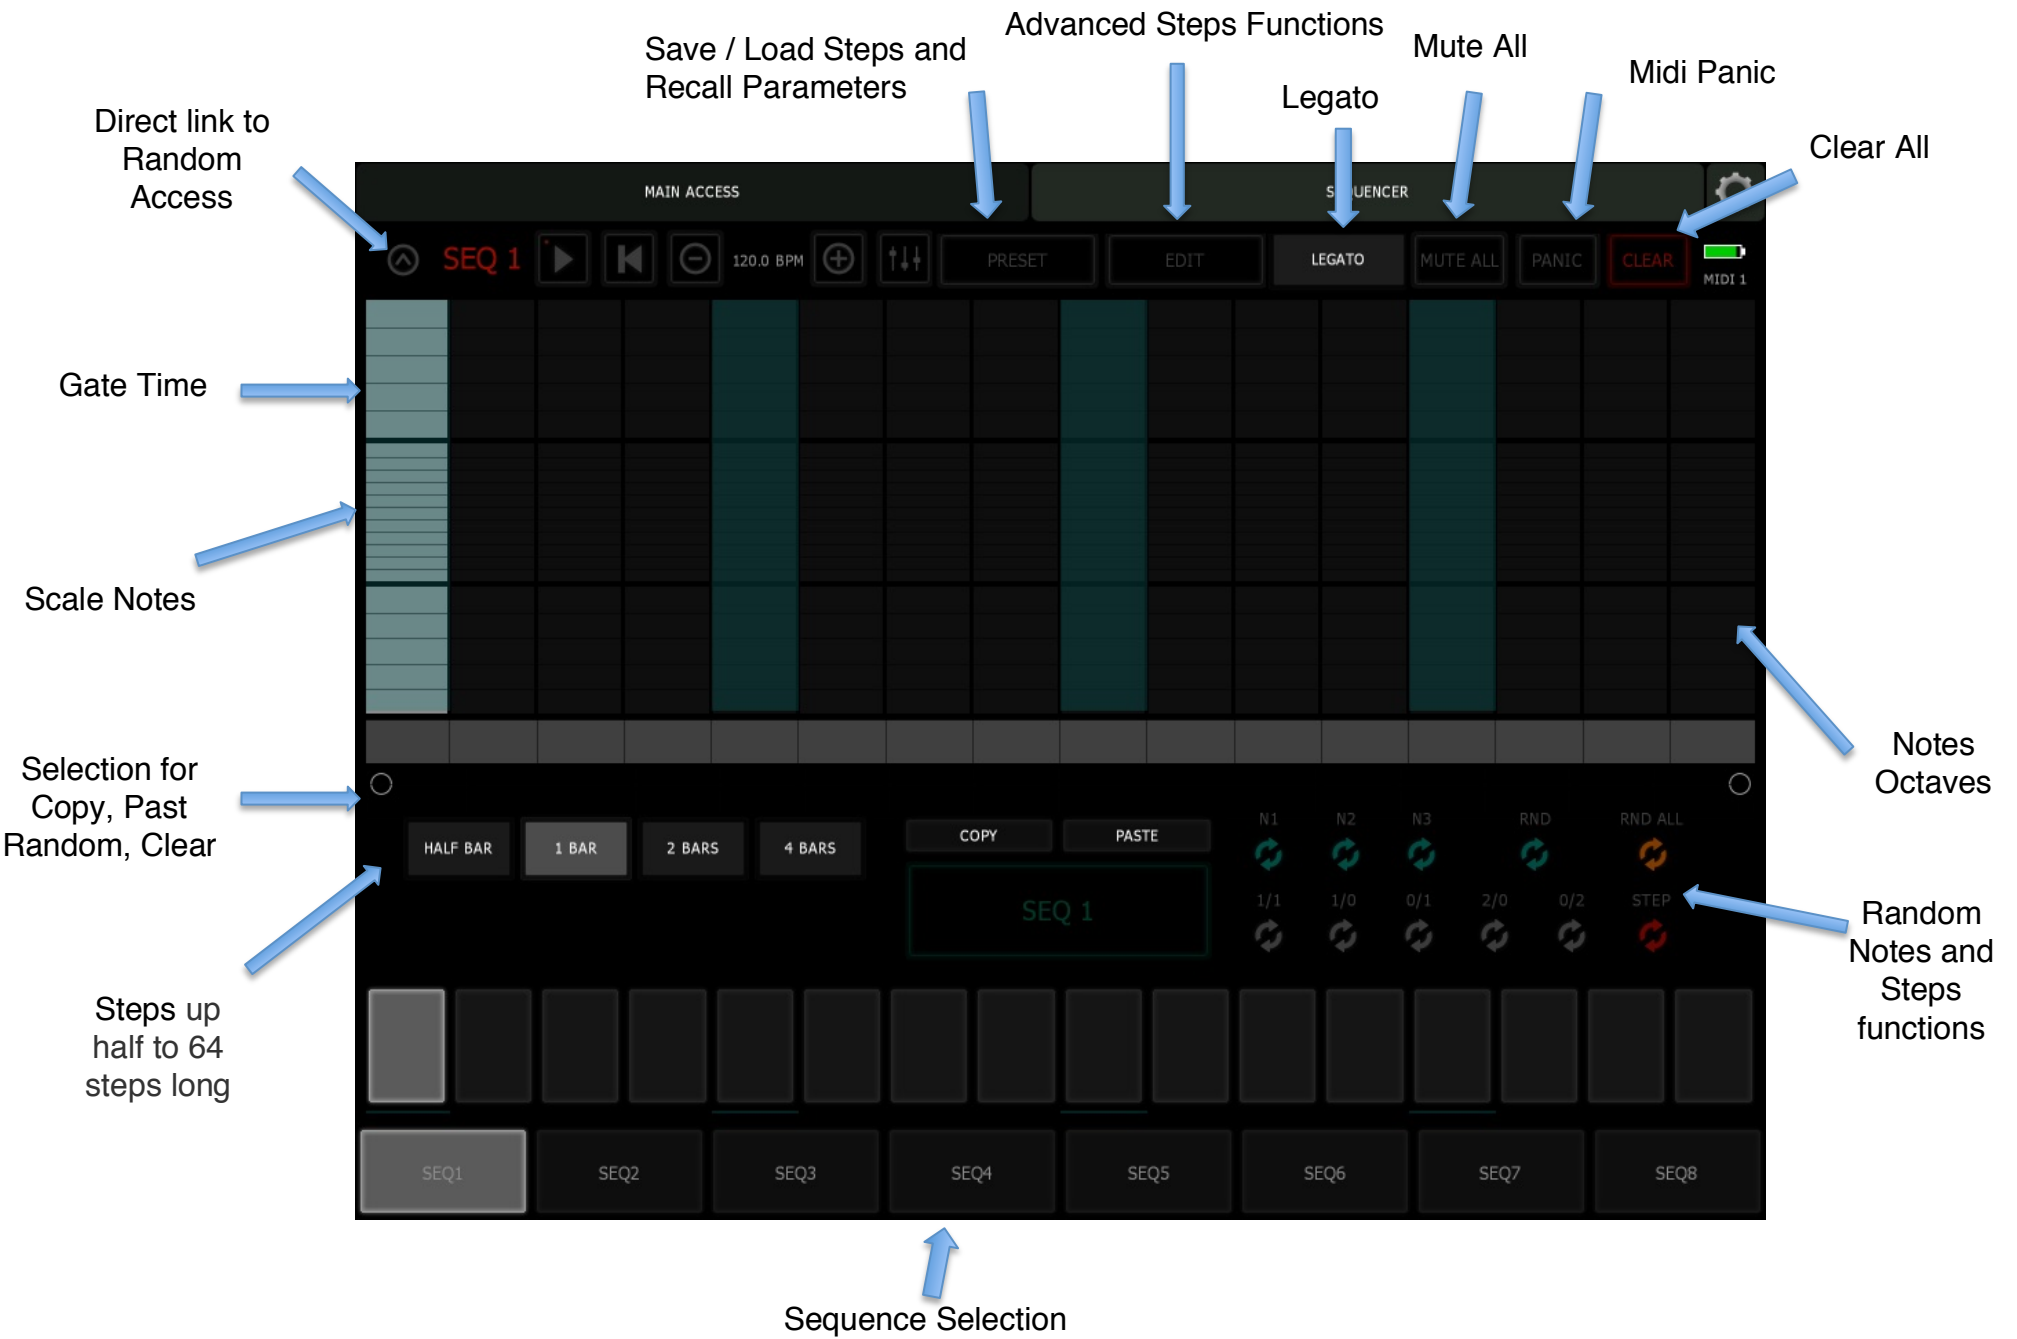 Advanced Steps Functions
Save / Load Steps and
Recall Parameters
Mute All
Midi Panic
Legato
Clear All
Direct link to
Random
Access
MAIN ACCESS
SEQUENCER
SEQ 1
120.0 BPM
PRESET
EDIT
LEGATO
MUTE ALL
PANIC
CLEAR
MIDI 1
Gate Time
Scale Notes
Notes
Octaves
Selection for
Copy, Past
Random, Clear
HALF BAR
1 BAR
2 BARS
4 BARS
COPY
PASTE
SEQ 1
N1
N2
N3
RND
RND ALL
1/1
1/0
0/1
2/0
0/2
STEP
Random
Notes and
Steps
functions
Steps up
half to 64
steps long
SEQ1
SEQ2
SEQ3
SEQ4
SEQ5
SEQ6
SEQ7
SEQ8
Sequence Selection